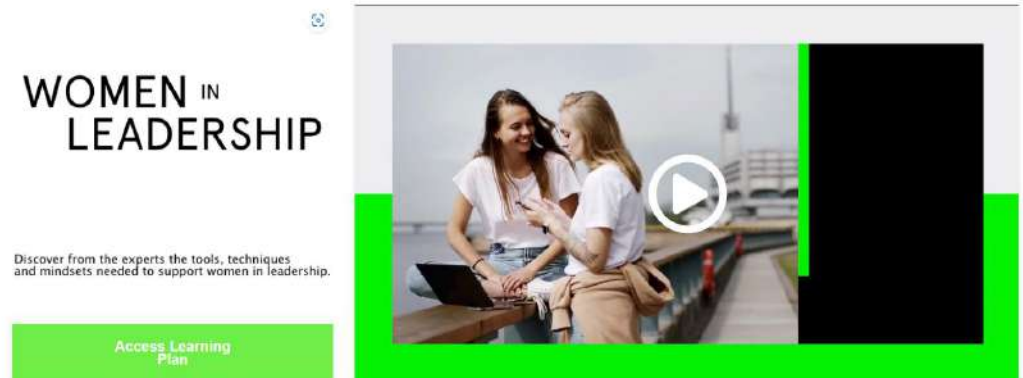 WOMEN IN
LEADERSHIP
Discover from the experts the tools, techniques
and mindsets needed to support women in leadership.
Access Learning
Plan